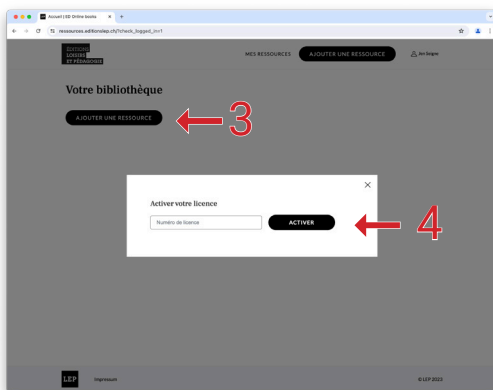 Accueil | ED Online books
ressources.editionslep.ch/?check_logged_in=1
ÉDITIONS
LOISIRS
ET PÉDAGOGIE
MES RESSOURCES
AJOUTER UNE RESSOURCE
Votre bibliothèque
AJOUTER UNE RESSOURCE
3
Activer votre licence
Numéro de licence
ACTIVER
4
LEP
Impressum
© LEP 2023